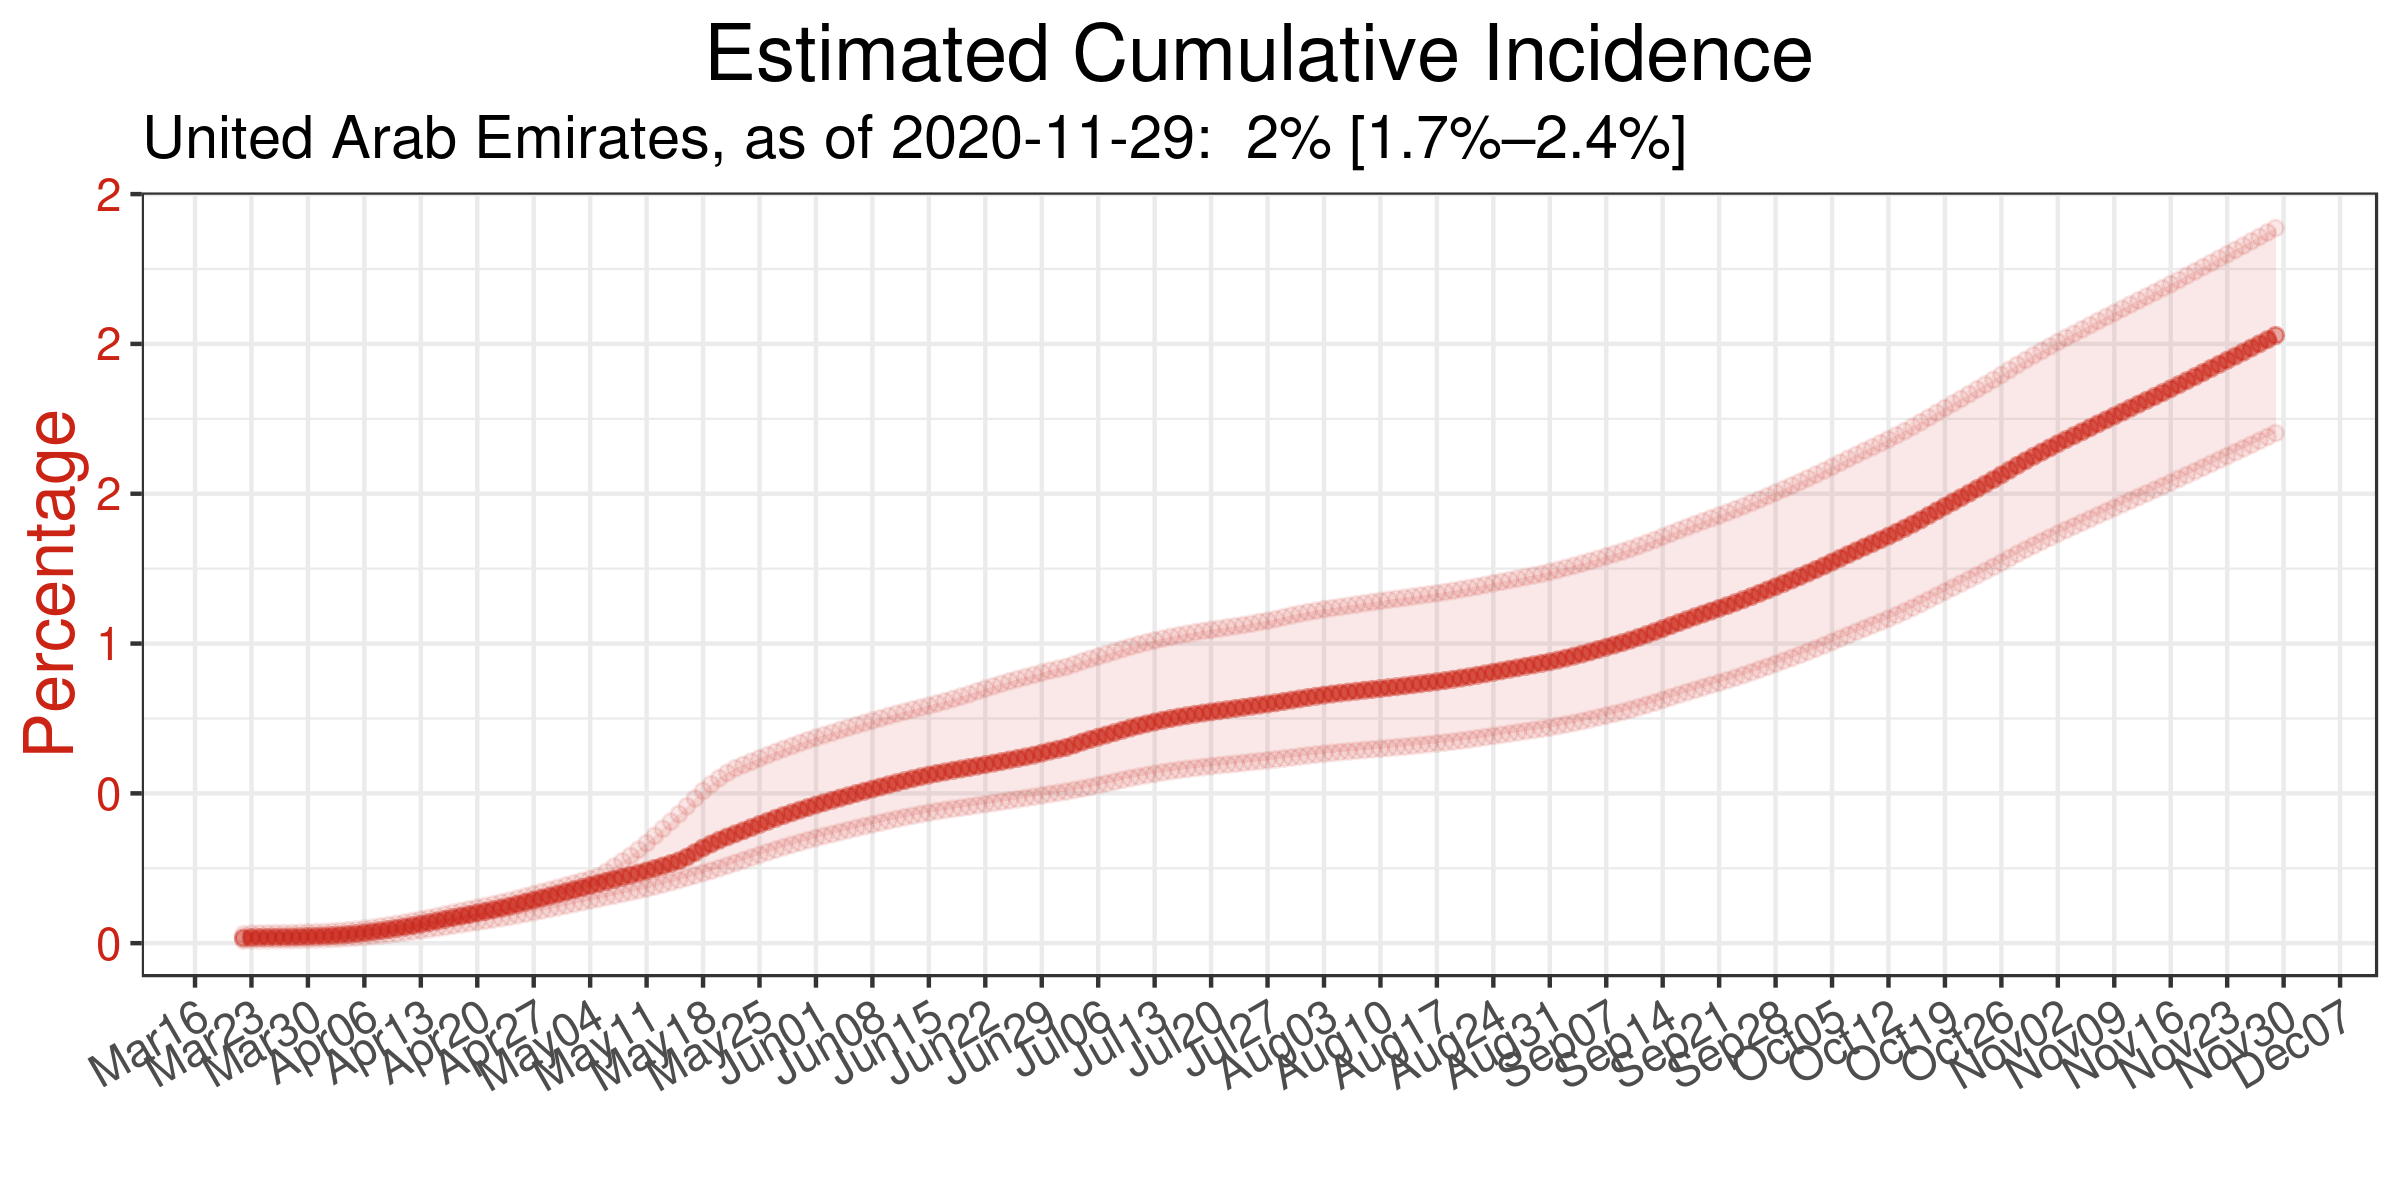 Estimated Cumulative Incidence
United Arab Emirates, as of 2020-11-29:  2% [1.7%–2.4%]
Percentage
2
2
2
1
0
0
Mar16
Mar23
Mar30
Apr06
Apr13
Apr20
Apr27
May04
May11
May18
May25
Jun01
Jun08
Jun15
Jun22
Jun29
Jul06
Jul13
Jul20
Jul27
Aug03
Aug10
Aug17
Aug24
Aug31
Sep07
Sep14
Sep21
Sep28
Oct05
Oct12
Oct19
Oct26
Nov02
Nov09
Nov16
Nov23
Nov30
Dec07